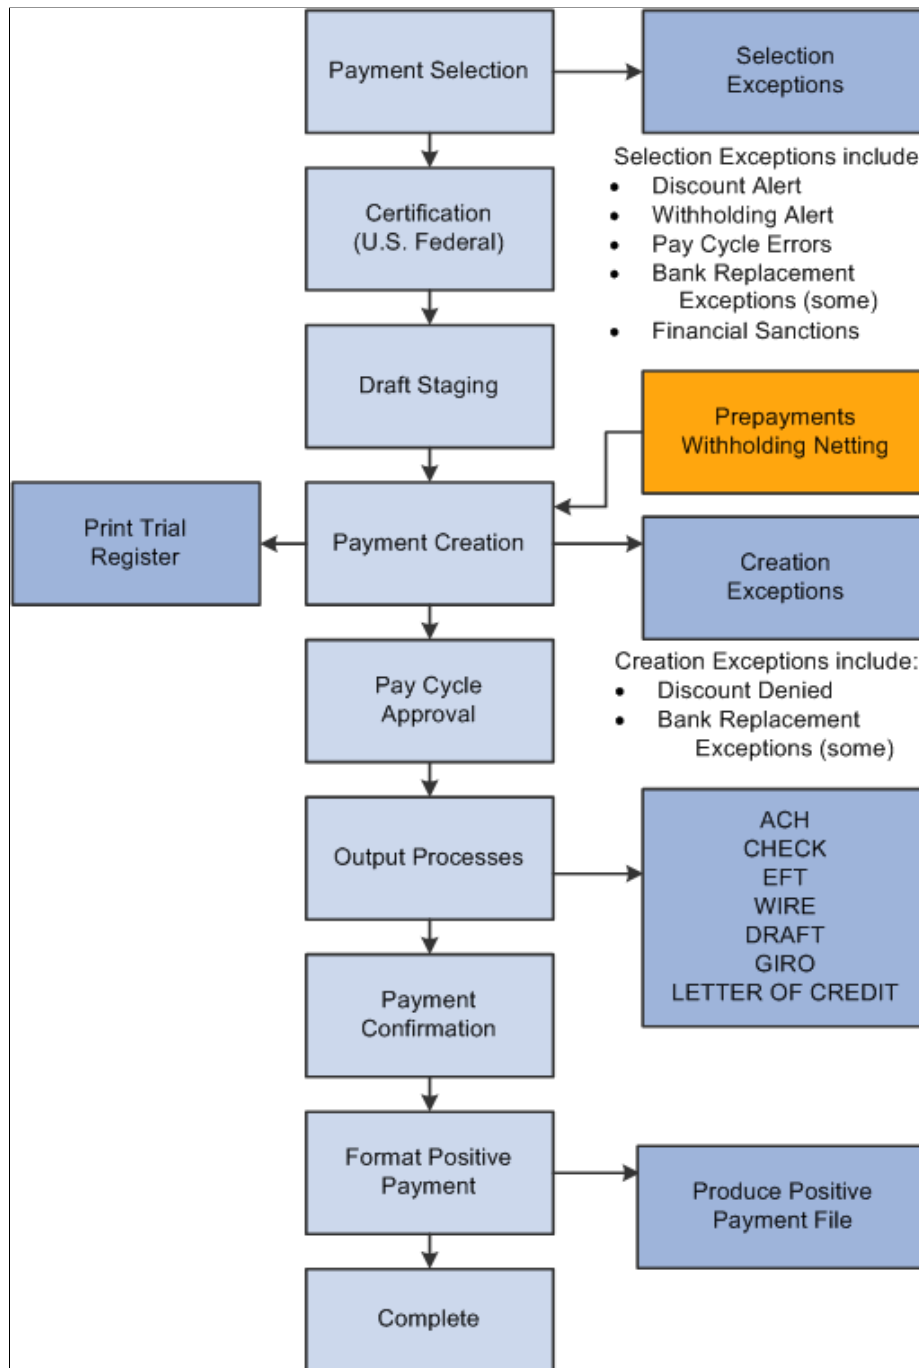 Payment Selection
Selection
Exceptions
Selection Exceptions include
• Discount Alert
• Withholding Alert
• Pay Cycle Errors
• Bank Replacement
Exceptions (some)
• Financial Sanctions
Certification
(U.S. Federal)
Draft Staging
Prepayments
Withholding Netting
Print Trial
Register
Payment Creation
Creation
Exceptions
Creation Exceptions include:
• Discount Denied
• Bank Replacement
Exceptions (some)
Pay Cycle
Approval
Output Processes
ACH
CHECK
EFT
WIRE
DRAFT
GIRO
LETTER OF CREDIT
Payment
Confirmation
Format Positive
Payment
Produce Positive
Payment File
Complete